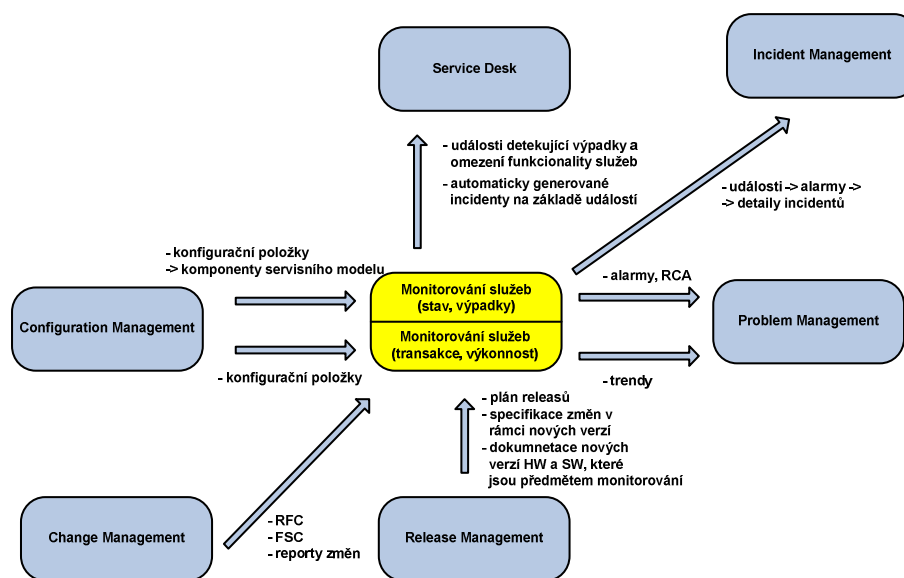 Service Desk
Incident Management
- události detekující výpadky a
omezení funkcionality služeb
- automaticky generované
incidenty na základě událostí
- události -> alarmy ->
-> detaily incidentů
- konfigurační položky
-> komponenty servisního modelu
- alarmy, RCA
Configuration Management
Monitorování služeb
(stav, výpadky)
Monitorování služeb
(transakce, výkonnost)
Problem Management
- konfigurační položky
- trendy
- plán releasů
- specifikace změn v
rámci nových verzí
- dokumnetace nových
verzí HW a SW, které
jsou předmětem monitorování
Change Management
- RFC
- FSC
- reporty změn
Release Management